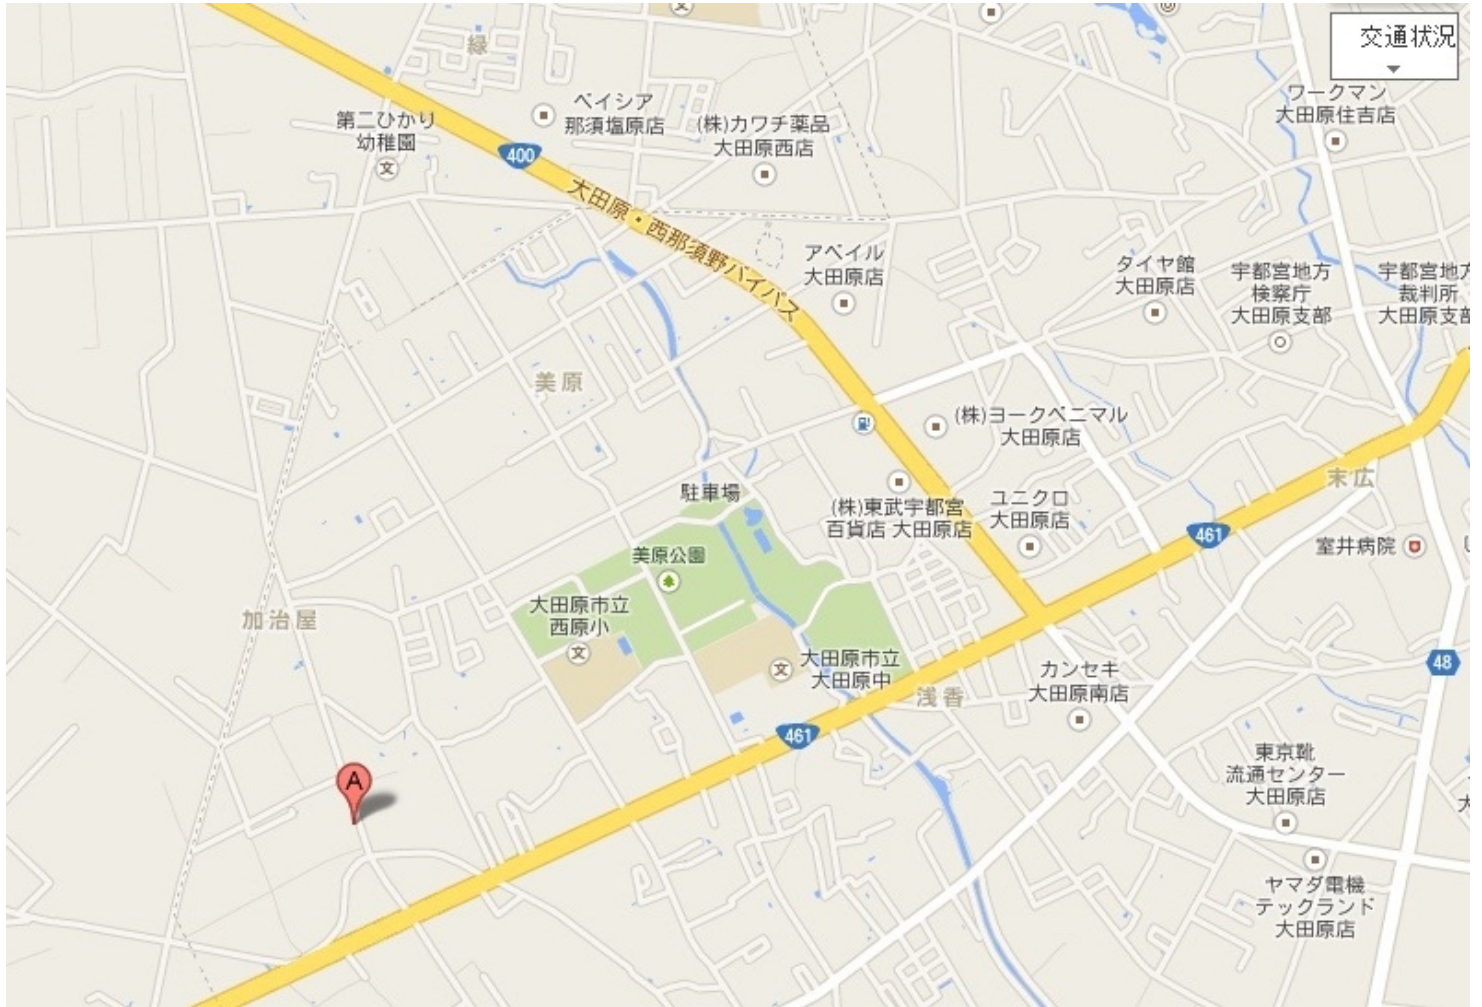 交通状況
緑
ベイシア
那須塩原店
第二ひかり
幼稚園
(株)カワチ薬品
大田原西店
ワークマン
大田原住吉店
400
大田原・西那須野バイパス
アベイル
大田原店
タイヤ館
大田原店
宇都宮地方
検察庁
大田原支部
宇都宮地方
裁判所
大田原支部
美原
(株)ヨークベニマル
大田原店
末広
駐車場
(株)東武宇都宮
百貨店 大田原店
ユニクロ
大田原店
461
室井病院
美原公園
大田原市立
西原小
加治屋
大田原市立
大田原中
浅香
カンセキ
大田原南店
48
461
東京靴
流通センター
大田原店
A
ヤマダ電機
テックランド
大田原店
文
文
文
文